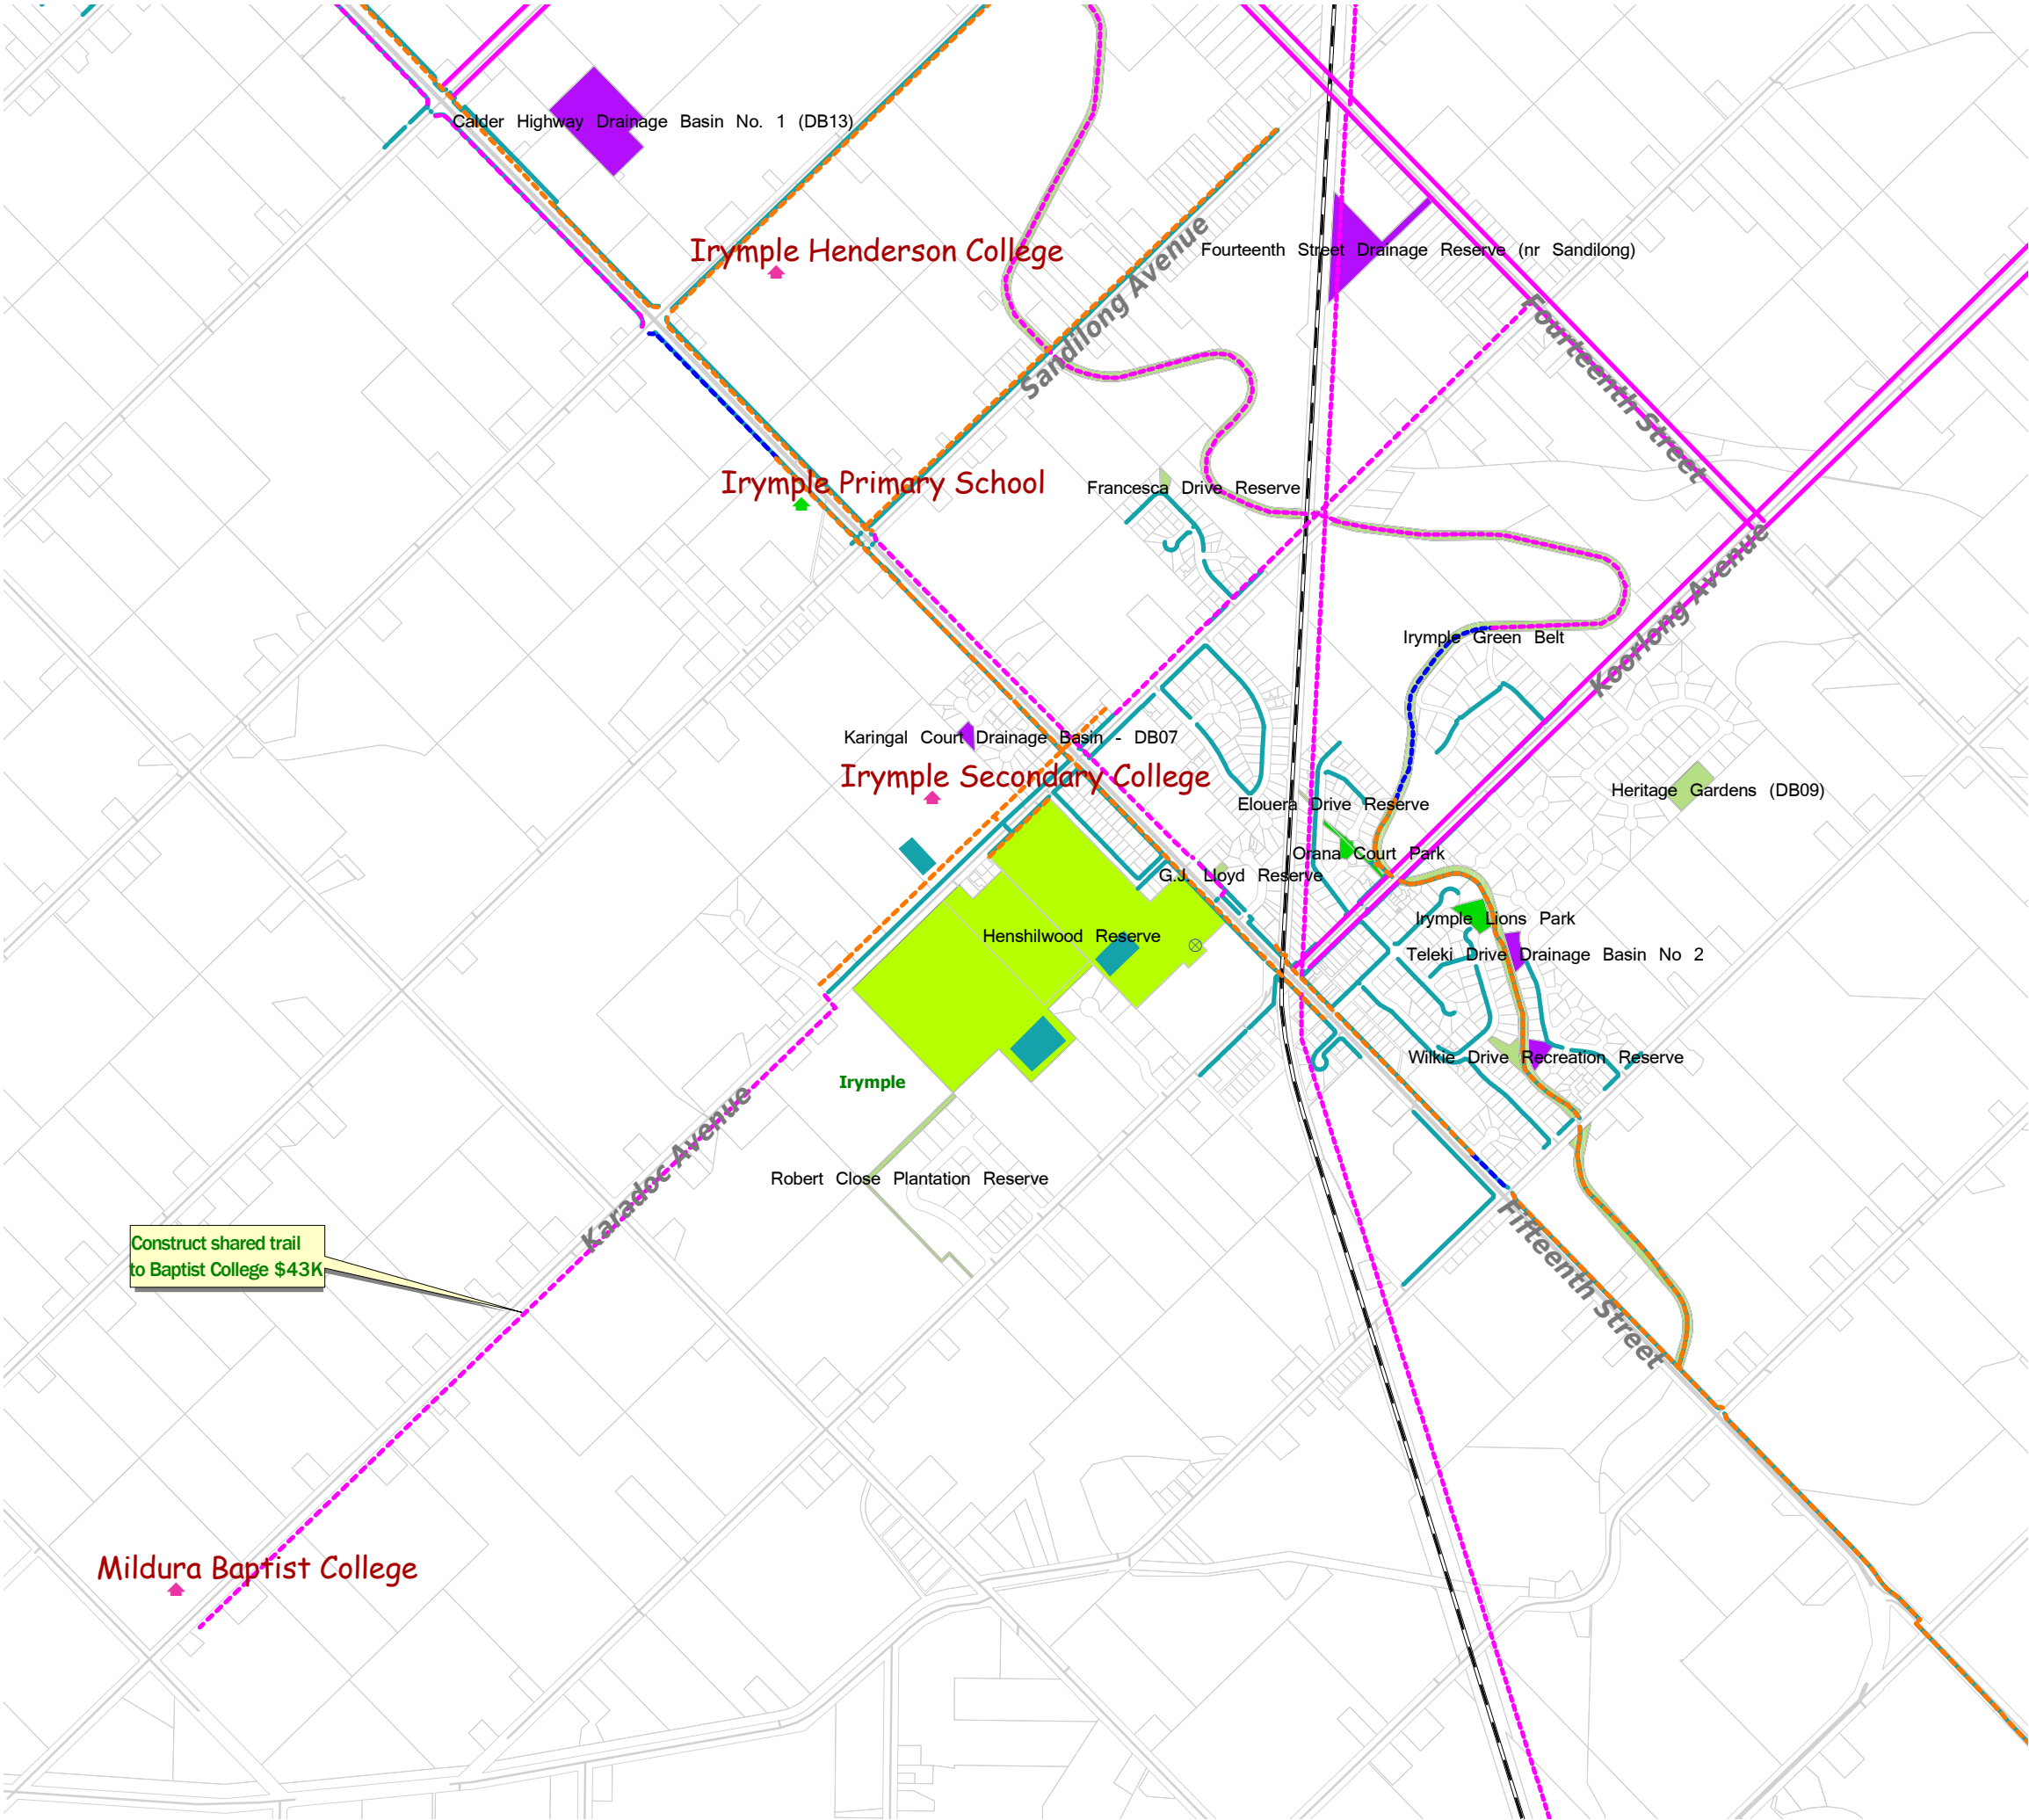 Calder Highway Drainage Basin No. 1 (DB13)
Irymple Henderson College
Sandilong Avenue
Fourteenth Street Drainage Reserve (nr Sandilong)
Fourteenth Street
Irymple Primary School
Francesca Drive Reserve
Irymple Green Belt
Koorlong Avenue
Karingal Court Drainage Basin - DB07
Irymple Secondary College
Elouera Drive Reserve
Heritage Gardens (DB09)
Orana Court Park
G.J. Lloyd Reserve
Irymple Lions Park
Henshilwood Reserve
Teleki Drive Drainage Basin No 2
Wilkie Drive Recreation Reserve
Irymple
Karadoc Avenue
Robert Close Plantation Reserve
Fifteenth Street
Construct shared trail
to Baptist College $43K
Mildura Baptist College